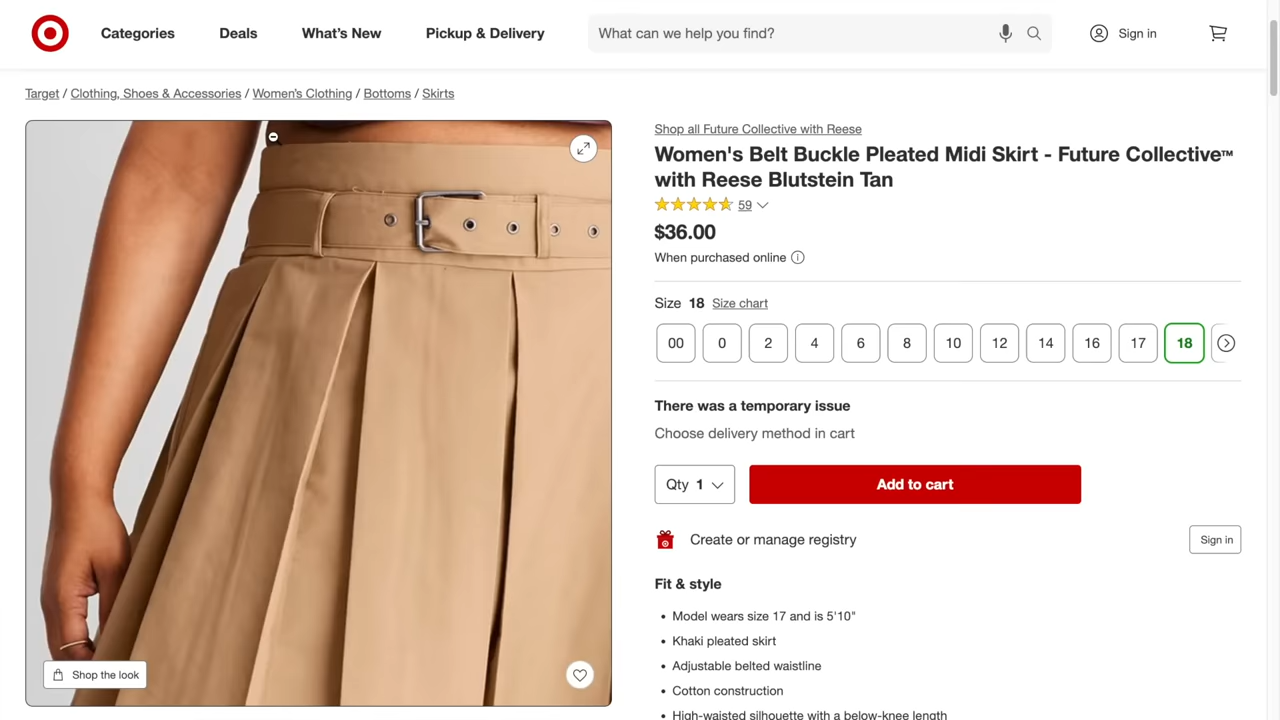 Categories
Deals
What's New
Pickup & Delivery
What can we help you find?
Sign in
Target / Clothing, Shoes & Accessories / Women's Clothing / Bottoms / Skirts
Shop all Future Collective with Reese
Women's Belt Buckle Pleated Midi Skirt - Future Collective™
with Reese Blutstein Tan
59
$36.00
When purchased online
Size 18 Size chart
00 0 2 4 6 8 10 12 14 16 17 18
There was a temporary issue
Choose delivery method in cart
Qty 1
Add to cart
Create or manage registry
Sign in
Fit & style
• Model wears size 17 and is 5'10"
• Khaki pleated skirt
• Adjustable belted waistline
• Cotton construction
• High-waisted silhouette with a below-knee length
Shop the look